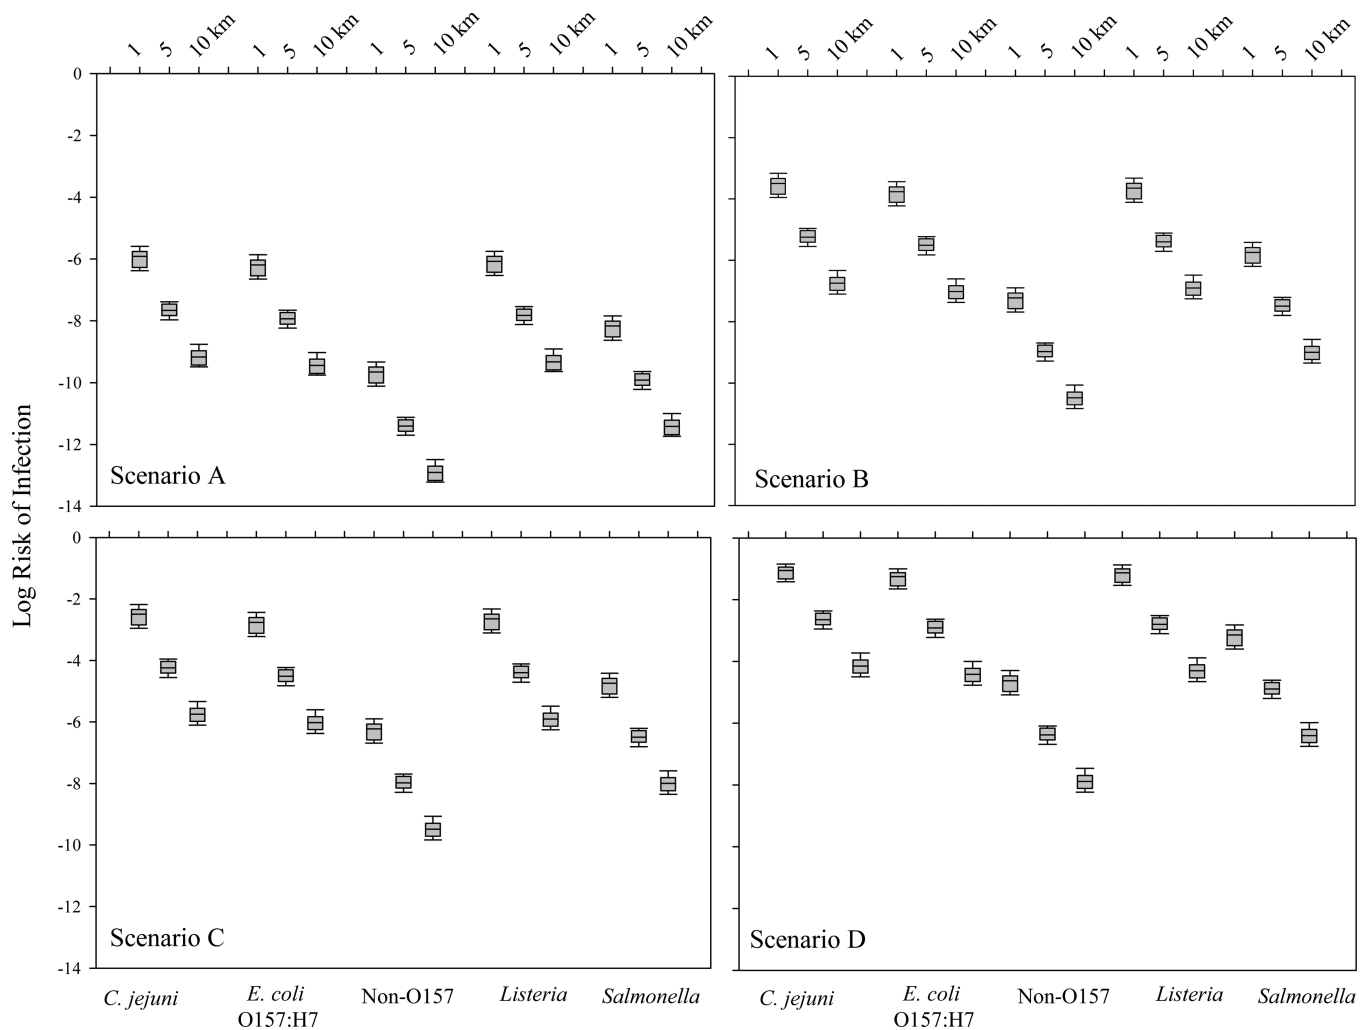 1 5 10 km 1 5 10 km 1 5 10 km 1 5 10 km 1 5 10 km
1 5 10 km 1 5 10 km 1 5 10 km 1 5 10 km 1 5 10 km
Log Risk of Infection
0
-2
-4
-6
-8
-10
-12
-14
Scenario A
Scenario B
0
-2
-4
-6
-8
-10
-12
-14
Scenario C
Scenario D
C. jejuni
E. coli
O157:H7
Non-O157
Listeria
Salmonella
C. jejuni
E. coli
O157:H7
Non-O157
Listeria
Salmonella